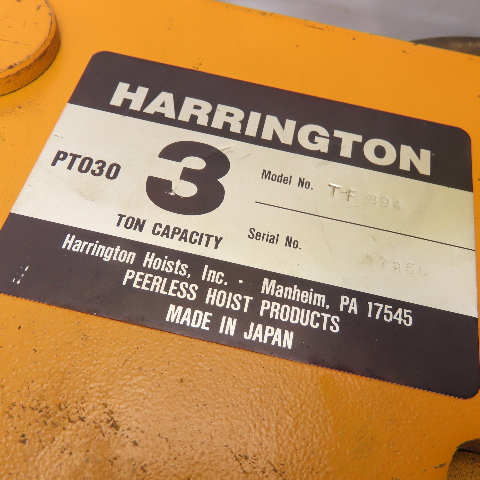 HARRINGTON
PT030
3
TON CAPACITY
Model No. TF
Serial No.
Harrington Hoists, Inc. · Manheim, PA 17545
PEERLESS HOIST PRODUCTS
MADE IN JAPAN